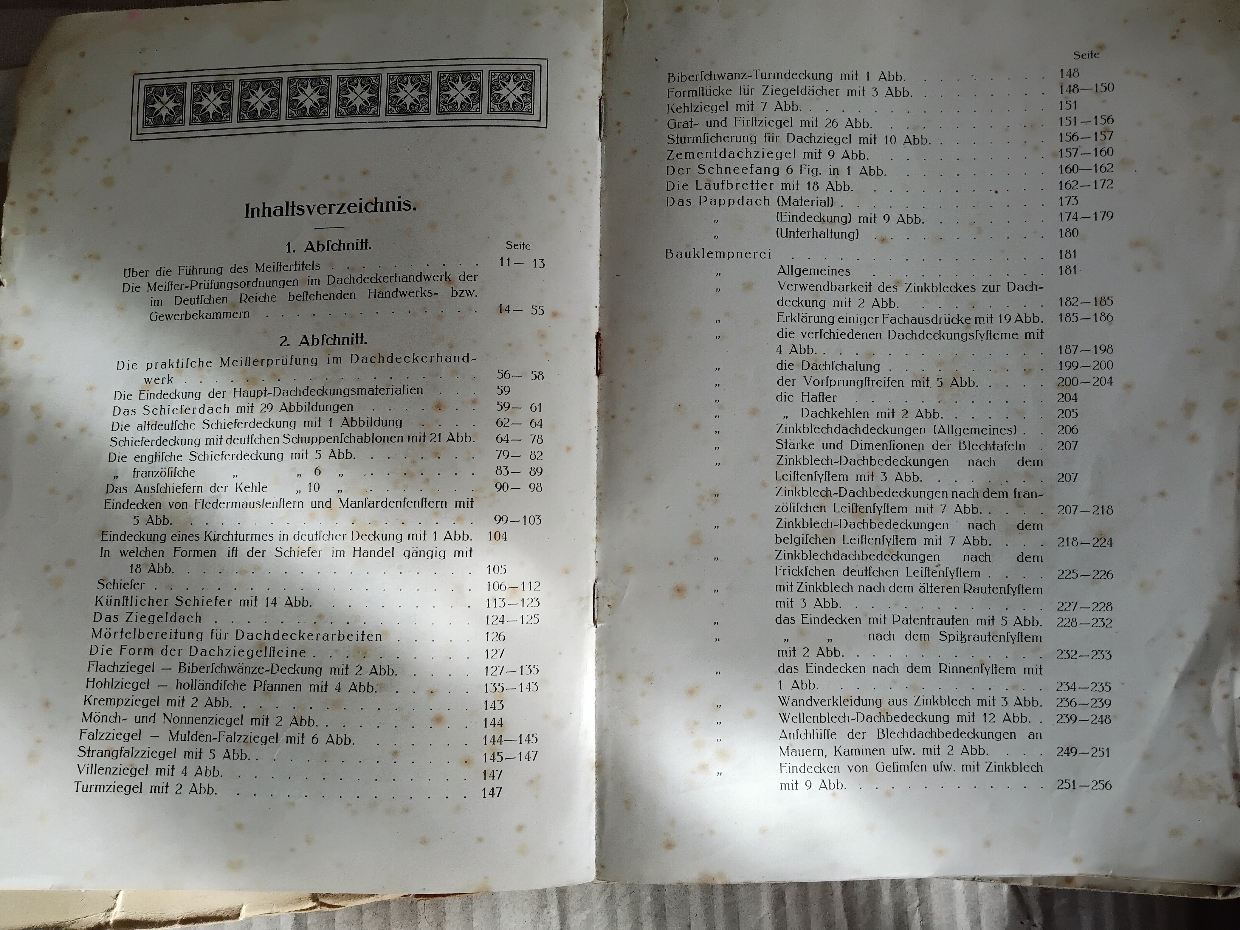 Inhaltsverzeichnis.
1. Abſchnitt.
Seite
Über die Führung des Meiſtertitels . . . . . . . . . . 11— 13
Die Meiſter-Prüfungsordnungen im Dachdeckerhandwerk der
im Deutſchen Reiche beſtehenden Handwerks- bzw.
Gewerbekammern . . . . . . . . . . . . . 14— 55
2. Abſchnitt.
Die praktiſche Meiſterprüfung im Dachdeckerhand-
werk . . . . . . . . . . . . . . . . . 56— 58
Die Eindeckung der Haupt-Dachdeckungsmaterialien . . . 59
Das Schieferdach mit 29 Abbildungen . . . . . . 59— 61
Die altdeutſche Schieferdeckung mit 1 Abbildung . . . . 62— 64
Schieferdeckung mit deutſchen Schuppenſchablonen mit 21 Abb. 64— 78
Die engliſche Schieferdeckung mit 5 Abb. . . . . . . 79— 82
„ franzöſiſche „ „ 6 „ . . . . . . . 83— 89
Das Ausſchiefern der Kehle „ 10 „ . . . . . . . 90— 98
Eindecken von Fledermausfenſtern und Manſardenfenſtern mit
5 Abb. . . . . . . . . . . . . . . . . 99—103
Eindeckung eines Kirchturmes in deutſcher Deckung mit 1 Abb. 104
In welchen Formen iſt der Schiefer im Handel gängig mit
18 Abb. . . . . . . . . . . . . . . . . 105
Schiefer . . . . . . . . . . . . . . . . . 106—112
Künſtlicher Schiefer mit 14 Abb. . . . . . . . . 113—123
Das Ziegeldach . . . . . . . . . . . . . . 124—125
Mörtelbereitung für Dachdeckerarbeiten . . . . . 126
Die Form der Dachziegelſteine . . . . . . . . . . 127
Flachziegel — Biberſchwänze-Deckung mit 2 Abb. . . . . 127—135
Hohlziegel — holländiſche Pfannen mit 4 Abb. . . . . . 135—143
Krempziegel mit 2 Abb. . . . . . . . . . . . . 143
Mönch- und Nonnenziegel mit 2 Abb. . . . . . . . . 144
Falzziegel — Mulden-Falzziegel mit 6 Abb. . . . . . . 144—145
Strangfalzziegel mit 5 Abb. . . . . . . . . . . . 145—147
Villenziegel mit 4 Abb. . . . . . . . . . . . . 147
Turmziegel mit 2 Abb. . . . . . . . . . . . . 147
Seite
Biberſchwanz-Turmdeckung mit 1 Abb. . . . . . . . 148
Formſtücke für Ziegeldächer mit 3 Abb. . . . . . . . 148—150
Kehlziegel mit 7 Abb. . . . . . . . . . . . . . 151
Grat- und Firſtziegel mit 26 Abb. . . . . . . . . . 151—156
Sturmſicherung für Dachziegel mit 10 Abb. . . . . . . 156—157
Zementdachziegel mit 9 Abb. . . . . . . . . . . 157—160
Der Schneefang 6 Fig. in 1 Abb. . . . . . . . . . 160—162
Die Laufbretter mit 18 Abb. . . . . . . . . . . 162—172
Das Pappdach (Material) . . . . . . . . . . . . 173
„ (Eindeckung) mit 9 Abb. . . . . . . 174—179
„ (Unterhaltung) . . . . . . . . . . 180
Bauklempnerei . . . . . . . . . . . . . . 181
„ Allgemeines . . . . . . . . . . 181
„ Verwendbarkeit des Zinkbleckes zur Dach-
deckung mit 2 Abb. . . . . . . . . 182—185
„ Erklärung einiger Fachausdrücke mit 19 Abb. 185—186
„ die verſchiedenen Dachdeckungsſyſteme mit
4 Abb. . . . . . . . . . . . . . 187—198
„ die Dachſchalung . . . . . . . . . 199—200
„ der Vorſprungſtreifen mit 5 Abb. . . . . 200—204
„ die Hafter . . . . . . . . . . . 204
„ „ Dachkehlen mit 2 Abb. . . . . . . 205
„ Zinkblechdachdeckungen (Allgemeines) . . 206
„ Stärke und Dimenſionen der Blechtafeln . 207
„ Zinkblech-Dachbedeckungen nach dem
Leiſtenſyſtem mit 3 Abb. . . . . . . . 207
„ Zinkblech-Dachbedeckungen nach dem fran-
zöſiſchen Leiſtenſyſtem mit 7 Abb. . . . . 207—218
„ Zinkblech-Dachbedeckungen nach dem
belgiſchen Leiſtenſyſtem mit 7 Abb. . . . . 218—224
„ Zinkblechdachbedeckungen nach dem
Frickſchen deutſchen Leiſtenſyſtem . . . . 225—226
„ mit Zinkblech nach dem älteren Rautenſyſtem
mit 3 Abb. . . . . . . . . . . . . 227—228
„ das Eindecken mit Patentrauten mit 5 Abb. 228—232
„ „ „ nach dem Spitzrautenſyſtem
mit 2 Abb. . . . . . . . . . . . . 232—233
„ das Eindecken nach dem Rinnenſyſtem mit
1 Abb. . . . . . . . . . . . . . 234—235
„ Wandverkleidung aus Zinkblech mit 3 Abb. 236—239
„ Wellenblech-Dachbedeckung mit 12 Abb. . 239—248
„ Anſchlüſſe der Blechdachbedeckungen an
Mauern, Kaminen uſw. mit 2 Abb. . . . . 249—251
„ Eindecken von Geſimſen uſw. mit Zinkblech
mit 9 Abb. . . . . . . . . . . . . 251—256